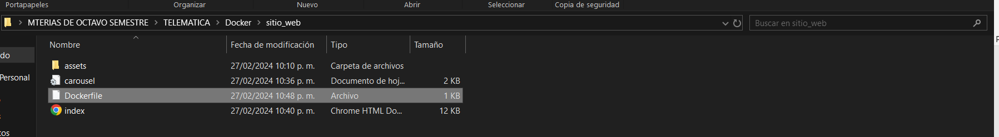 Portapapeles Organizar Nuevo Abrir Seleccionar Copia de seguridad
MTERIAS DE OCTAVO SEMESTRE > TELEMATICA > Docker > sitio_web
Buscar en sitio_web
Nombre Fecha de modificación Tipo Tamaño
do
assets 27/02/2024 10:10 p. m. Carpeta de archivos
Personal
carousel 27/02/2024 10:36 p. m. Documento de hoj... 2 KB
Dockerfile 27/02/2024 10:48 p. m. Archivo 1 KB
index 27/02/2024 10:40 p. m. Chrome HTML Do... 12 KB
tos